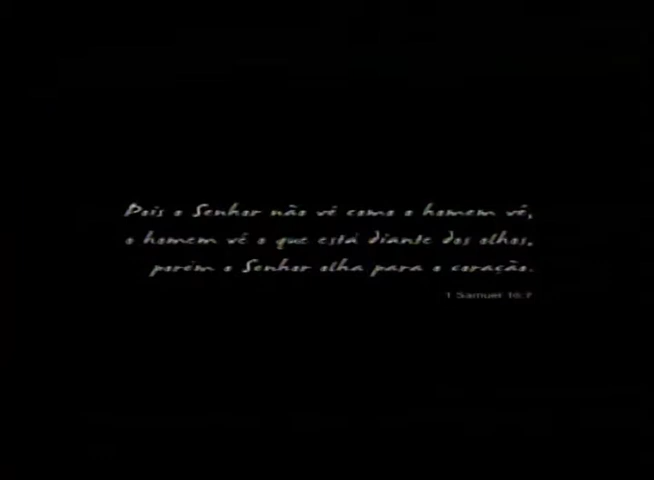 Pois o Senhor não vê como o homem vê,
o homem vê o que está diante dos olhos,
porém o Senhor olha para o coração.
1 Samuel 16:7